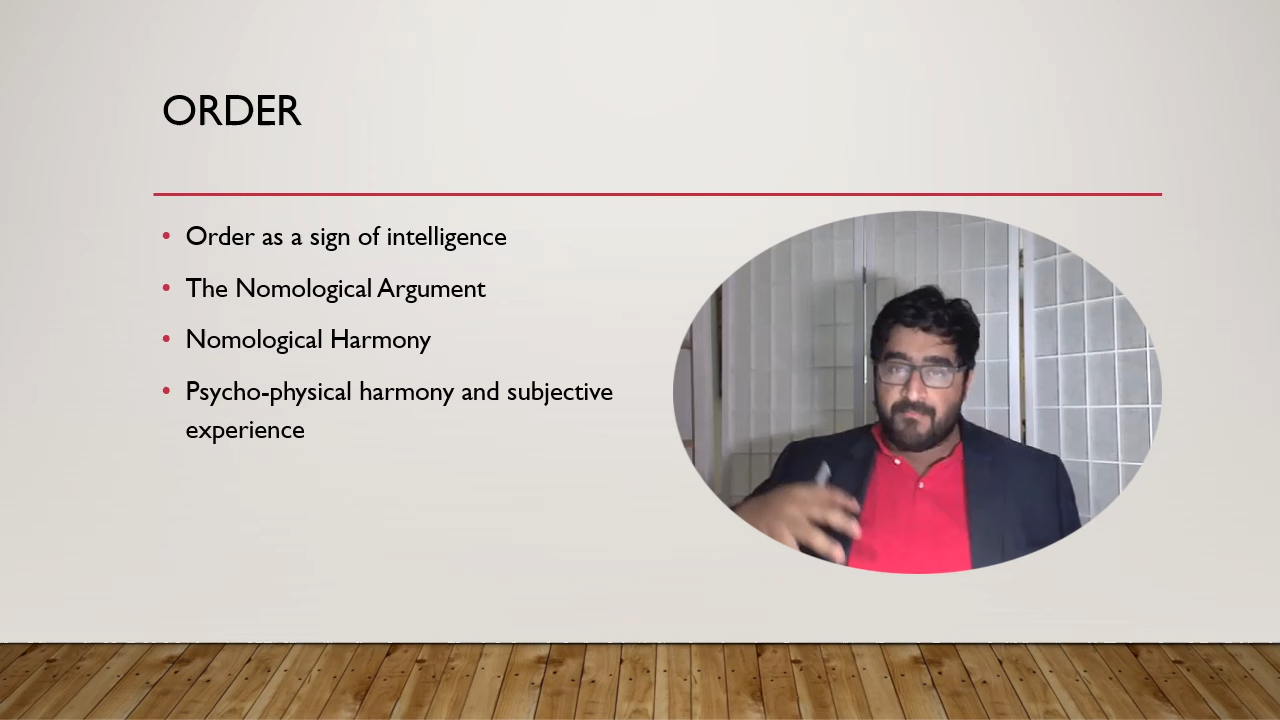 ORDER
• Order as a sign of intelligence
• The Nomological Argument
• Nomological Harmony
• Psycho-physical harmony and subjective
experience